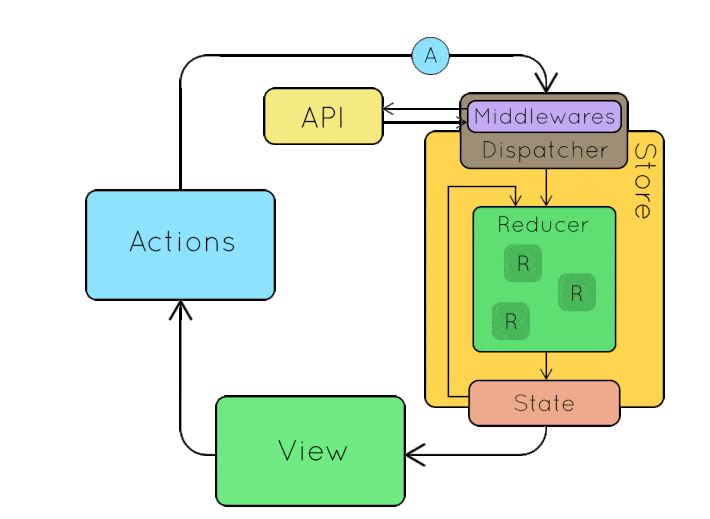 A
API
Middlewares
Dispatcher
Store
Actions
Reducer
R
R
R
State
View